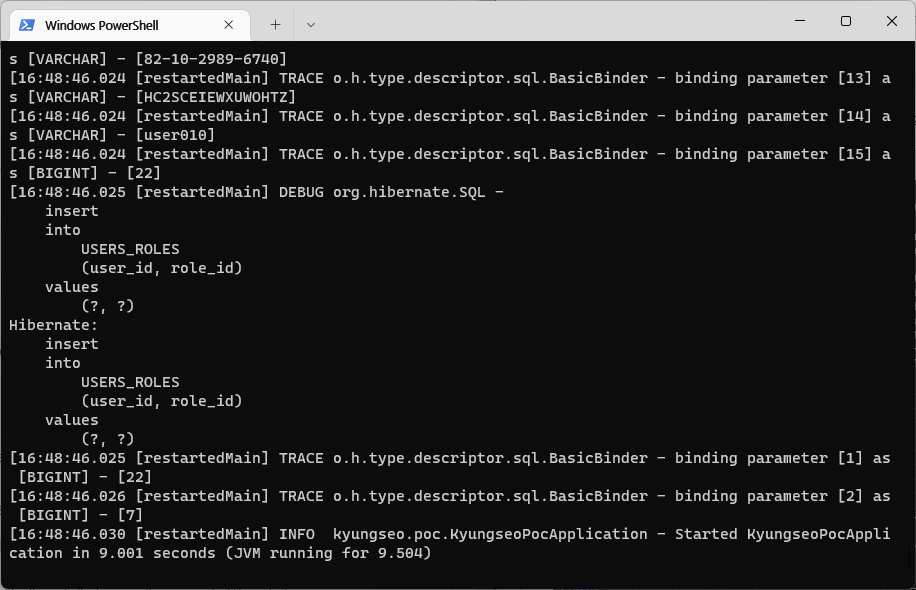 Windows PowerShell
s [VARCHAR] - [82-10-2989-6740]
[16:48:46.024 [restartedMain] TRACE o.h.type.descriptor.sql.BasicBinder - binding parameter [13] a
s [VARCHAR] - [HC2SCEIEWXUWOHTZ]
[16:48:46.024 [restartedMain] TRACE o.h.type.descriptor.sql.BasicBinder - binding parameter [14] a
s [VARCHAR] - [user010]
[16:48:46.024 [restartedMain] TRACE o.h.type.descriptor.sql.BasicBinder - binding parameter [15] a
s [BIGINT] - [22]
[16:48:46.025 [restartedMain] DEBUG org.hibernate.SQL -
    insert
    into
        USERS_ROLES
        (user_id, role_id)
    values
        (?, ?)
Hibernate:
    insert
    into
        USERS_ROLES
        (user_id, role_id)
    values
        (?, ?)
[16:48:46.025 [restartedMain] TRACE o.h.type.descriptor.sql.BasicBinder - binding parameter [1] as
 [BIGINT] - [22]
[16:48:46.026 [restartedMain] TRACE o.h.type.descriptor.sql.BasicBinder - binding parameter [2] as
 [BIGINT] - [7]
[16:48:46.030 [restartedMain] INFO  kyungseo.poc.KyungseoPocApplication - Started KyungseoPocAppli
cation in 9.001 seconds (JVM running for 9.504)